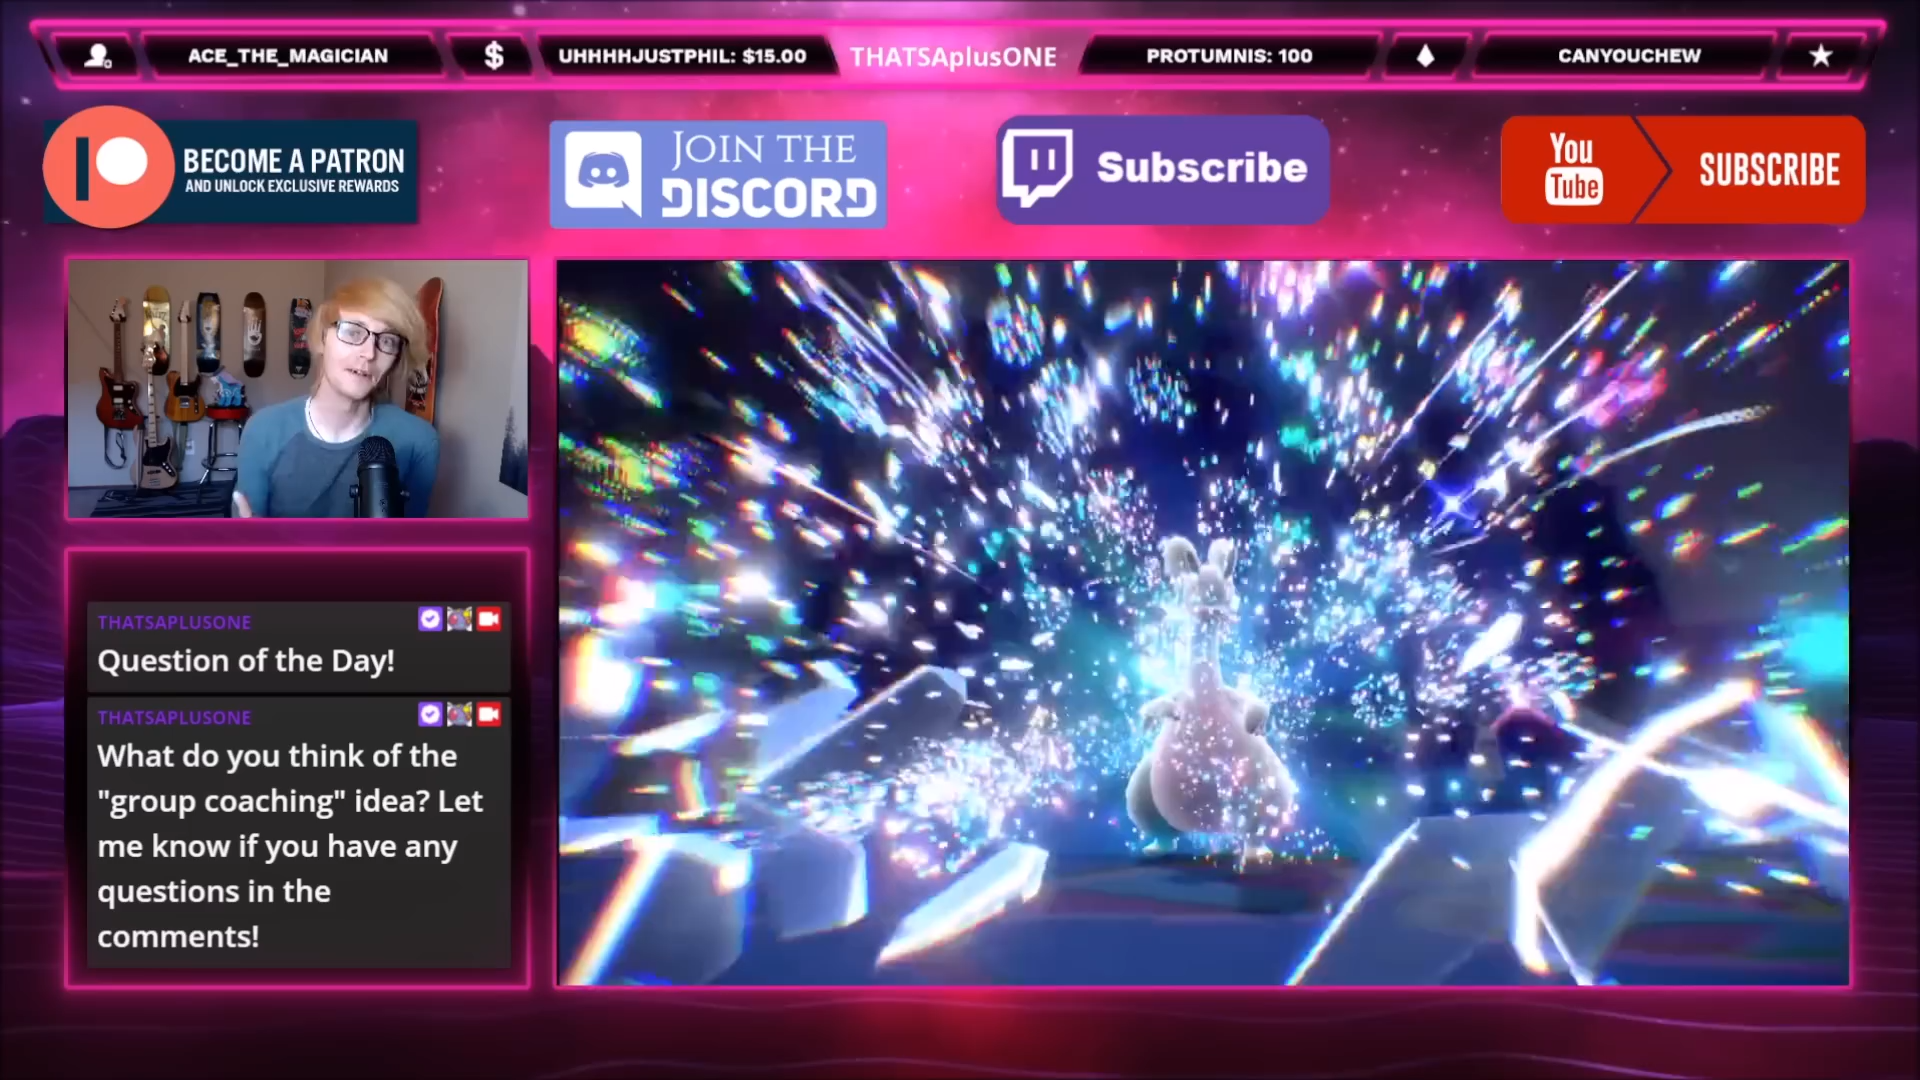 ACE_THE_MAGICIAN
$
UHHHHJUSTPHIL: $15.00
THATSAplusONE
PROTUMNIS: 100
CANYOUCHEW
BECOME A PATRON
AND UNLOCK EXCLUSIVE REWARDS
JOIN THE
DISCORD
Subscribe
You
Tube
SUBSCRIBE
THATSAPLUSONE
Question of the Day!
THATSAPLUSONE
What do you think of the
"group coaching" idea? Let
me know if you have any
questions in the
comments!